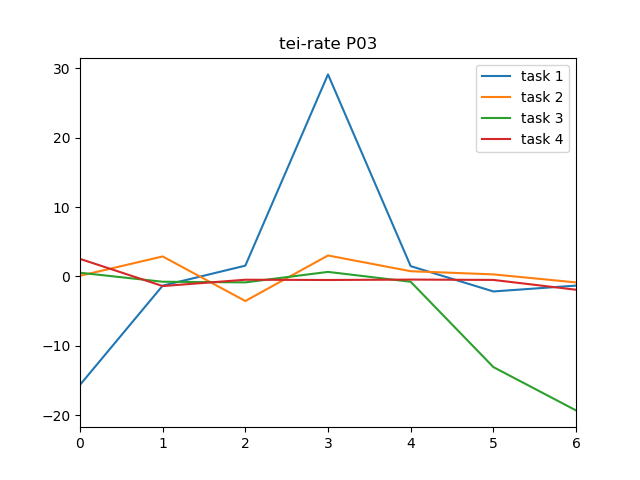 tei-rate P03
30
20
10
0
−10
−20
0 1 2 3 4 5 6
task 1
task 2
task 3
task 4